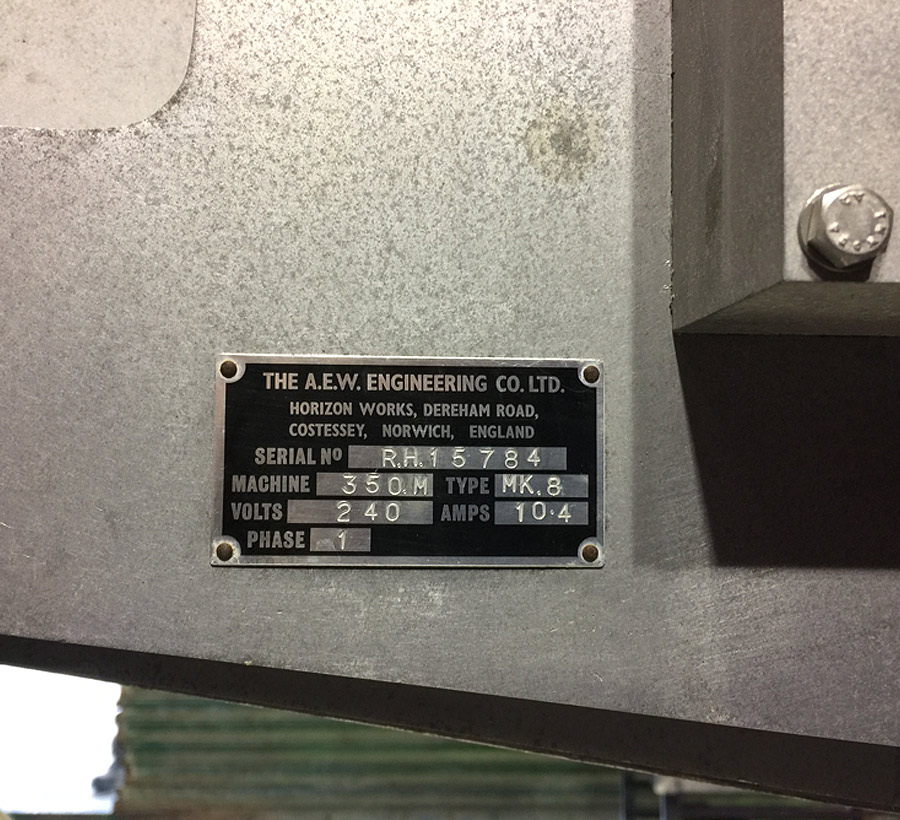 THE A.E.W. ENGINEERING CO. LTD.
HORIZON WORKS, DEREHAM ROAD,
COSTESSEY, NORWICH, ENGLAND
SERIAL Nº R.H.15784
MACHINE 350.M TYPE MK.8
VOLTS 240 AMPS 10.4
PHASE 1